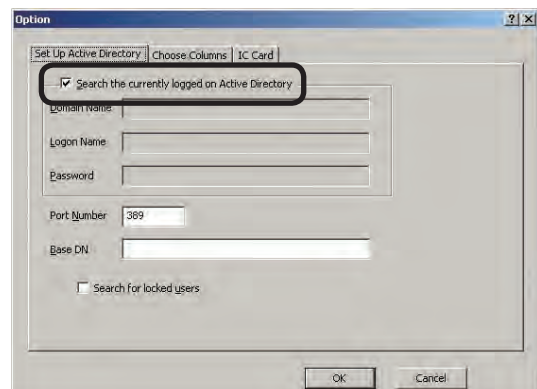 Option
Set Up Active Directory Choose Columns IC Card
Search the currently logged on Active Directory
Domain Name
Logon Name
Password
Port Number 389
Base DN
Search for locked users
OK Cancel